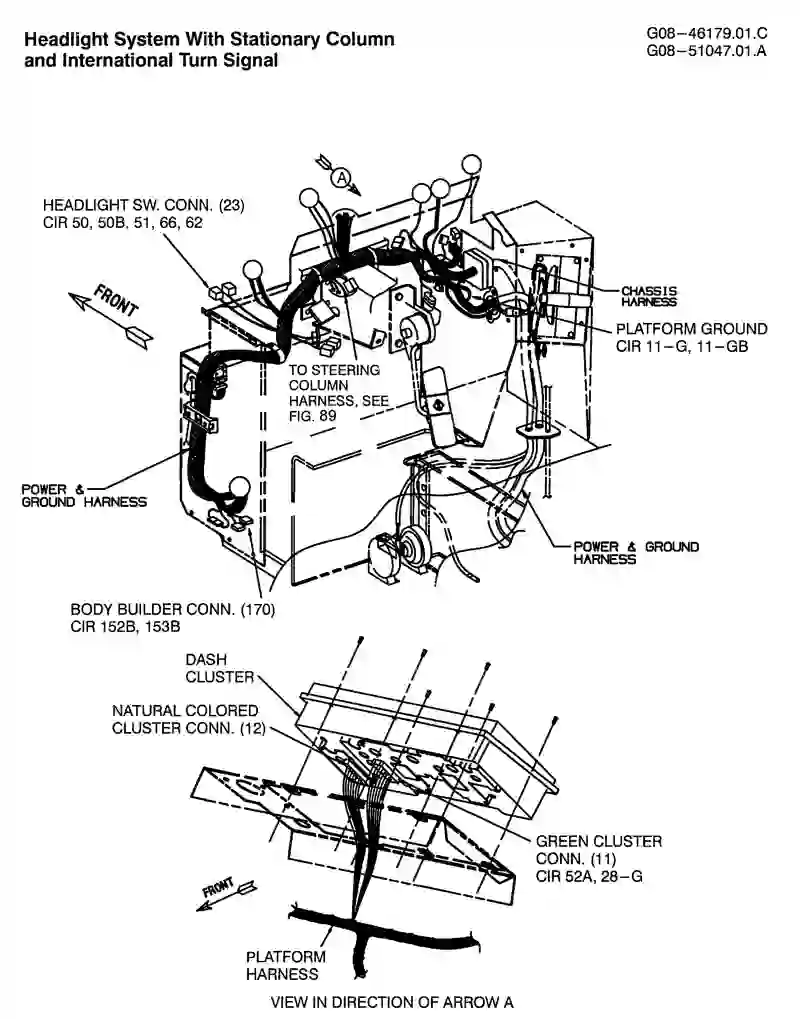 Headlight System With Stationary Column
and International Turn Signal
G08-46179.01.C
G08-51047.01.A
A
HEADLIGHT SW. CONN. (23)
CIR 50, 50B, 51, 66, 62
FRONT
CHASSIS
HARNESS
PLATFORM GROUND
CIR 11-G, 11-GB
TO STEERING
COLUMN
HARNESS, SEE
FIG. 89
POWER &
GROUND HARNESS
POWER & GROUND
HARNESS
BODY BUILDER CONN. (170)
CIR 152B, 153B
DASH
CLUSTER
NATURAL COLORED
CLUSTER CONN. (12)
GREEN CLUSTER
CONN. (11)
CIR 52A, 28-G
FRONT
PLATFORM
HARNESS
VIEW IN DIRECTION OF ARROW A